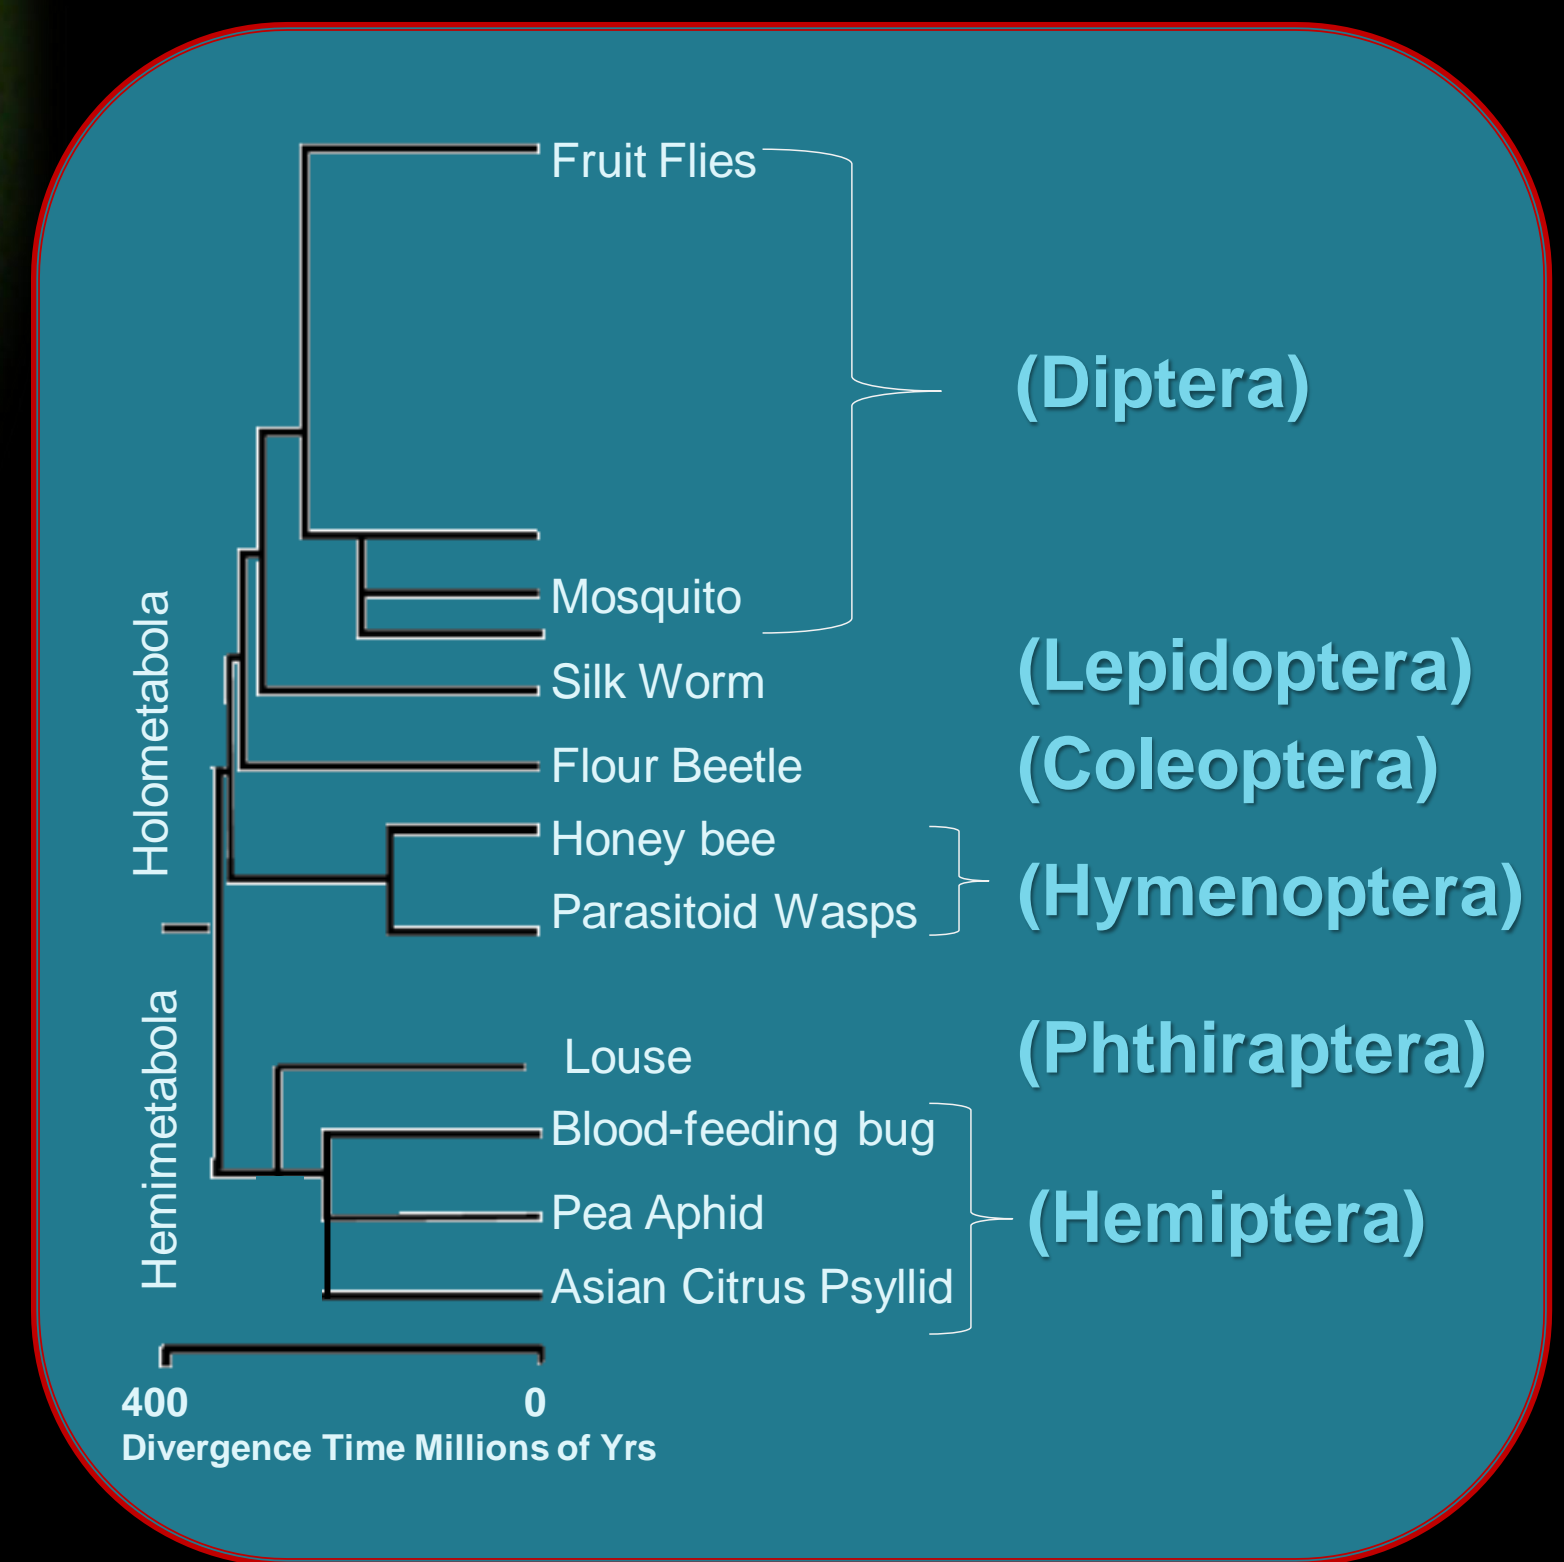 Fruit Flies
(Diptera)
Mosquito
Silk Worm
(Lepidoptera)
Flour Beetle
(Coleoptera)
Honey bee
Parasitoid Wasps
(Hymenoptera)
Holometabola
Louse
(Phthiraptera)
Blood-feeding bug
Pea Aphid
Asian Citrus Psyllid
(Hemiptera)
Hemimetabola
400 0
Divergence Time Millions of Yrs